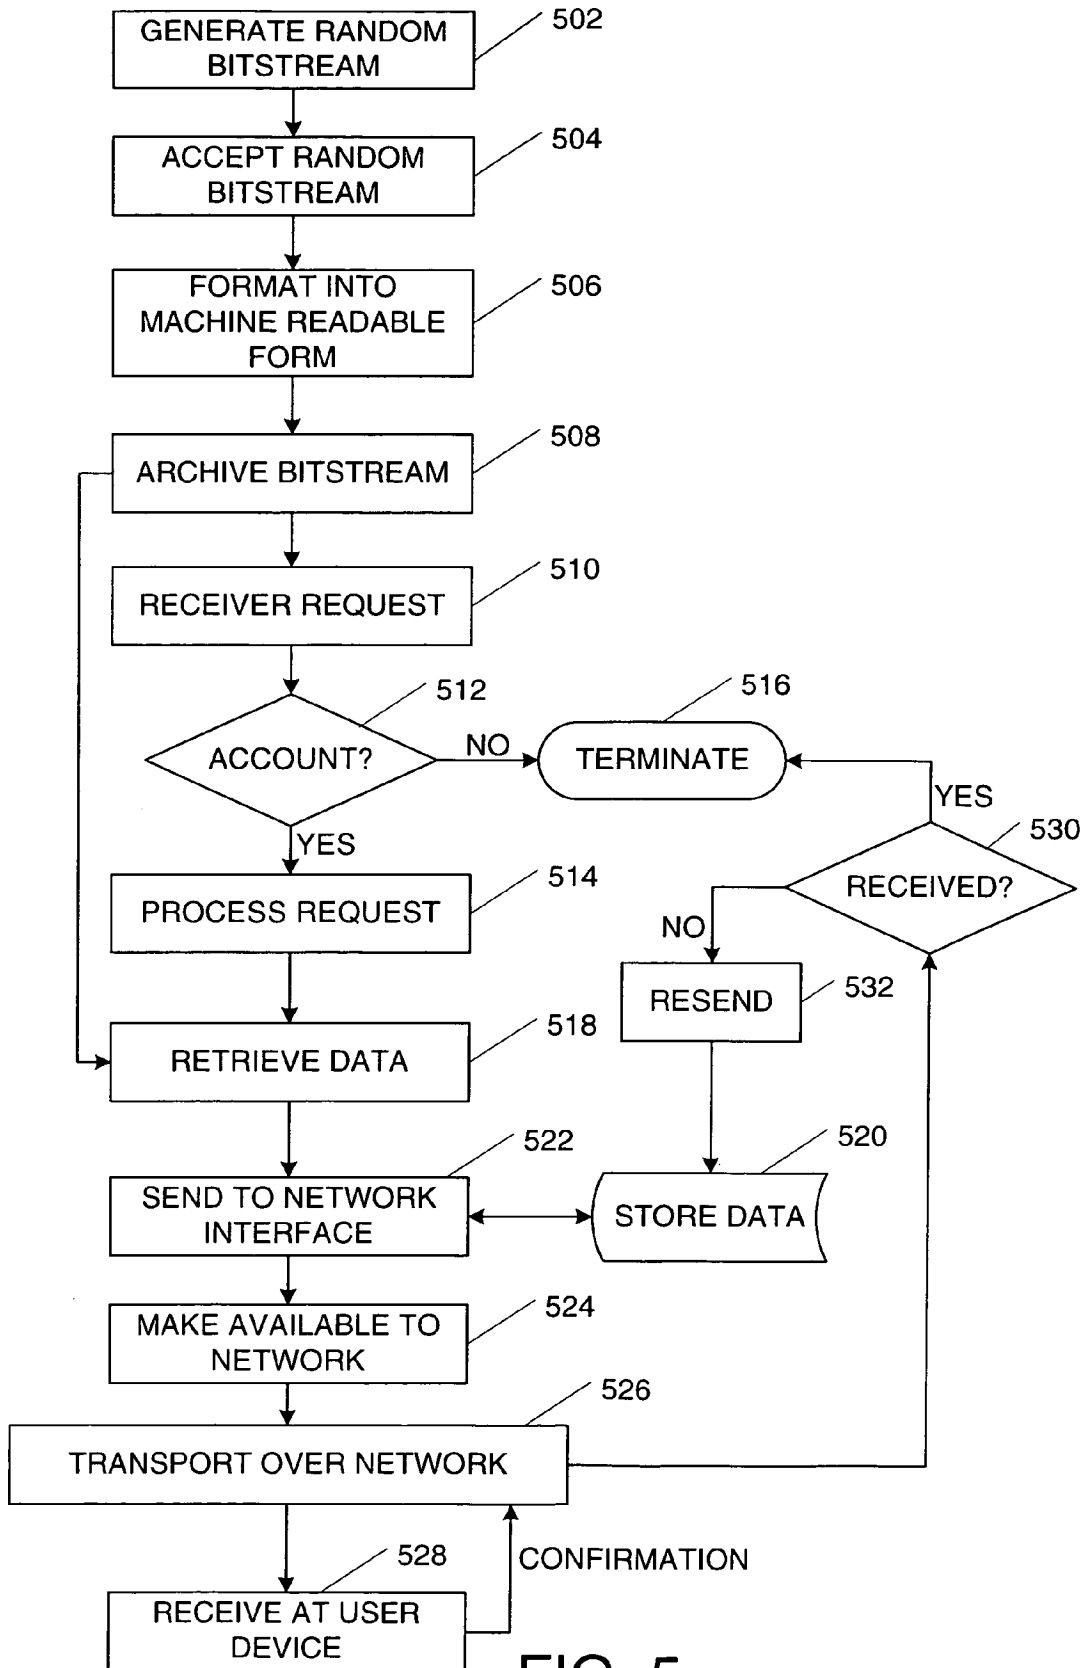 GENERATE RANDOM
BITSTREAM
502
ACCEPT RANDOM
BITSTREAM
504
FORMAT INTO
MACHINE READABLE
FORM
506
ARCHIVE BITSTREAM
508
RECEIVER REQUEST
510
ACCOUNT?
512
NO
TERMINATE
516
YES
YES
RECEIVED?
530
PROCESS REQUEST
514
NO
RESEND
532
RETRIEVE DATA
518
SEND TO NETWORK
INTERFACE
522
STORE DATA
520
MAKE AVAILABLE TO
NETWORK
524
TRANSPORT OVER NETWORK
526
RECEIVE AT USER
DEVICE
528
CONFIRMATION
FIG. 5